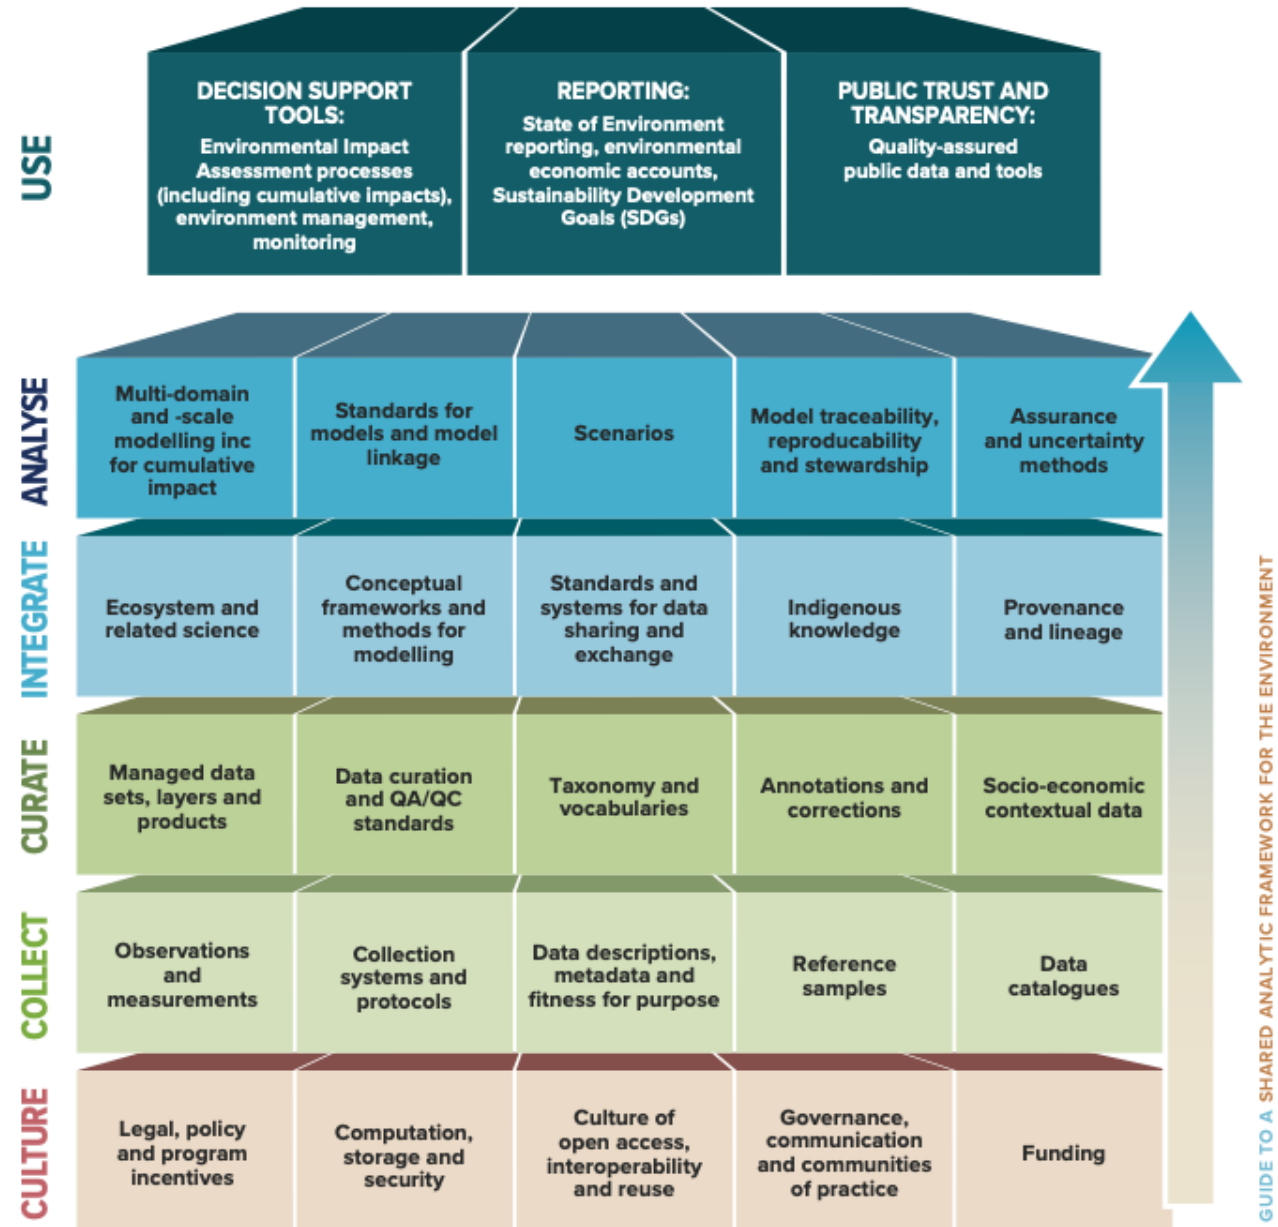 USE
DECISION SUPPORT
TOOLS:
Environmental Impact
Assessment processes
(including cumulative impacts),
environment management,
monitoring
REPORTING:
State of Environment
reporting, environmental
economic accounts,
Sustainability Development
Goals (SDGs)
PUBLIC TRUST AND
TRANSPARENCY:
Quality-assured
public data and tools
ANALYSE
Multi-domain
and -scale
modelling inc
for cumulative
impact
Standards for
models and model
linkage
Scenarios
Model traceability,
reproducability
and stewardship
Assurance
and uncertainty
methods
INTEGRATE
Ecosystem and
related science
Conceptual
frameworks and
methods for
modelling
Standards and
systems for data
sharing and
exchange
Indigenous
knowledge
Provenance
and lineage
CURATE
Managed data
sets, layers and
products
Data curation
and QA/QC
standards
Taxonomy and
vocabularies
Annotations and
corrections
Socio-economic
contextual data
COLLECT
Observations
and
measurements
Collection
systems and
protocols
Data descriptions,
metadata and
fitness for purpose
Reference
samples
Data
catalogues
CULTURE
Legal, policy
and program
incentives
Computation,
storage and
security
Culture of
open access,
interoperability
and reuse
Governance,
communication
and communities
of practice
Funding
GUIDE TO A SHARED ANALYTIC FRAMEWORK FOR THE ENVIRONMENT